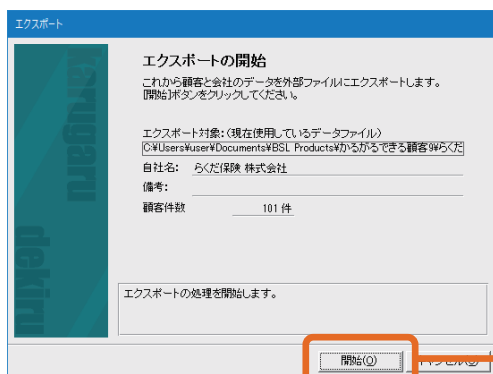 エクスポート
karugaru
dekiru
エクスポートの開始
これから顧客と会社のデータを外部ファイルにエクスポートします。
[開始]ボタンをクリックしてください。
エクスポート対象:(現在使用しているデータファイル)
C:¥Users¥user¥Documents¥BSL Products¥かるがるできる顧客9¥らくだ
自社名: らくだ保険 株式会社
備考:
顧客件数 101 件
エクスポートの処理を開始します。
開始(O)